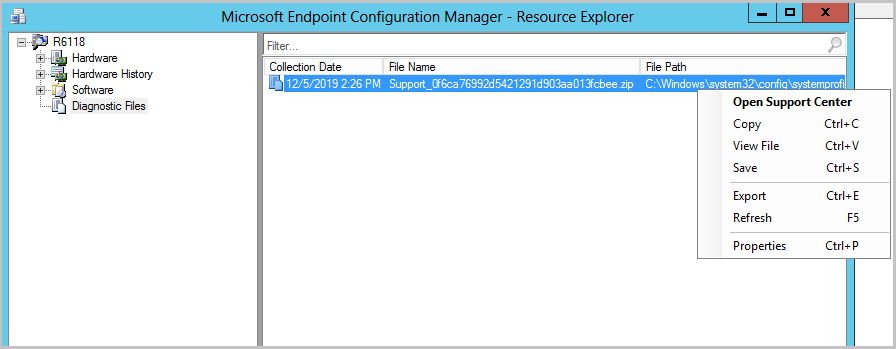 Microsoft Endpoint Configuration Manager - Resource Explorer
R6118
Hardware
Hardware History
Software
Diagnostic Files
Filter...
Collection Date File Name File Path
12/5/2019 2:26 PM Support_0f6ca76992d5421291d903aa013fcbee.zip C:\Windows\system32\config\systemprofi
Open Support Center
Copy Ctrl+C
View File Ctrl+V
Save Ctrl+S
Export Ctrl+E
Refresh F5
Properties Ctrl+P